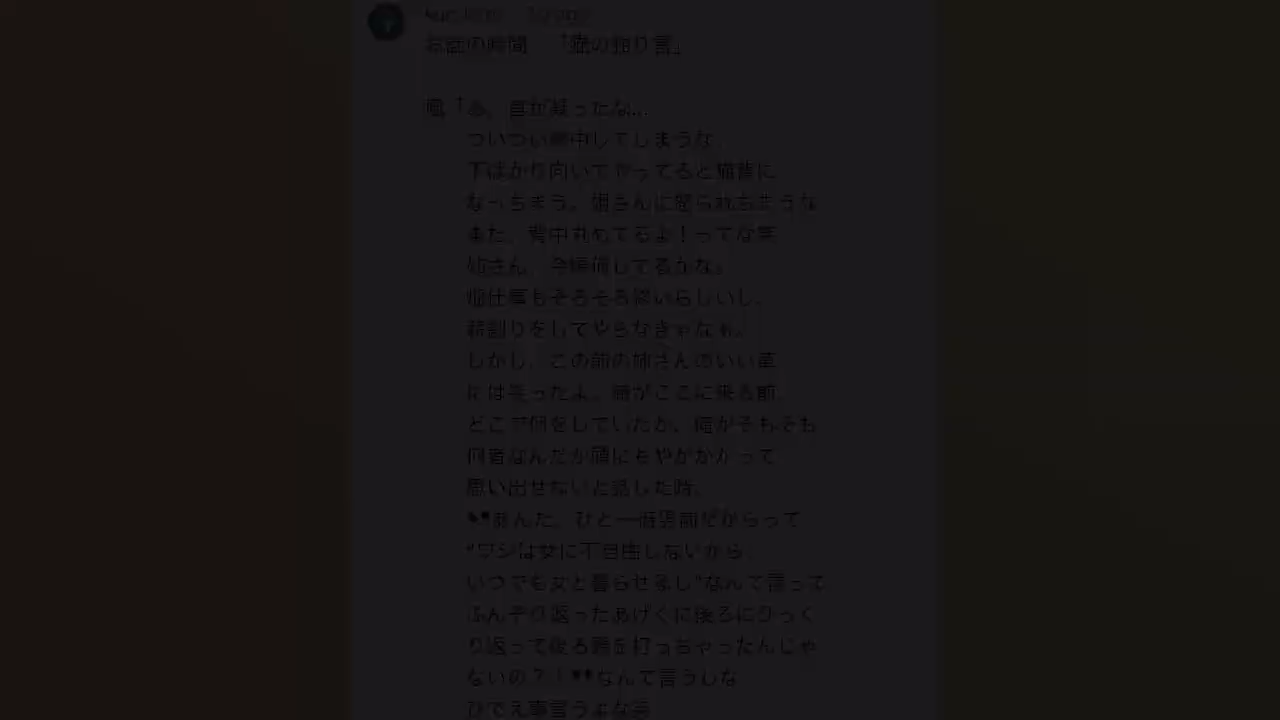 お話の時間 「颯の独り言」
颯「あ、首が凝ったな...
ついつい夢中してしまうな
下ばかり向いてやってると猫背に
なっちまう。姉さんに怒られちまうな
また、背中丸めてるよ！ってな笑
姉さん、今頃何してるかな。
畑仕事もそろそろ終いらしいし、
薪割りをしてやらなきゃなぁ。
しかし、この前の姉さんのいい草
には笑ったよ。俺がここに来る前、
どこで何をしていたか、俺がそもそも
何者なんだか頭にもやがかかって
思い出せないと話した時、
❝あんた、ひと一倍男前だからって
"ワシは女に不自由しないから
いつでも女と暮らせるし"なんて言って
ふんぞり返ったあげくに後ろにひっく
り返って後ろ頭を打っちゃったんじゃ
ないの？！❞なんて言うしな
ひでえ事言うよな笑